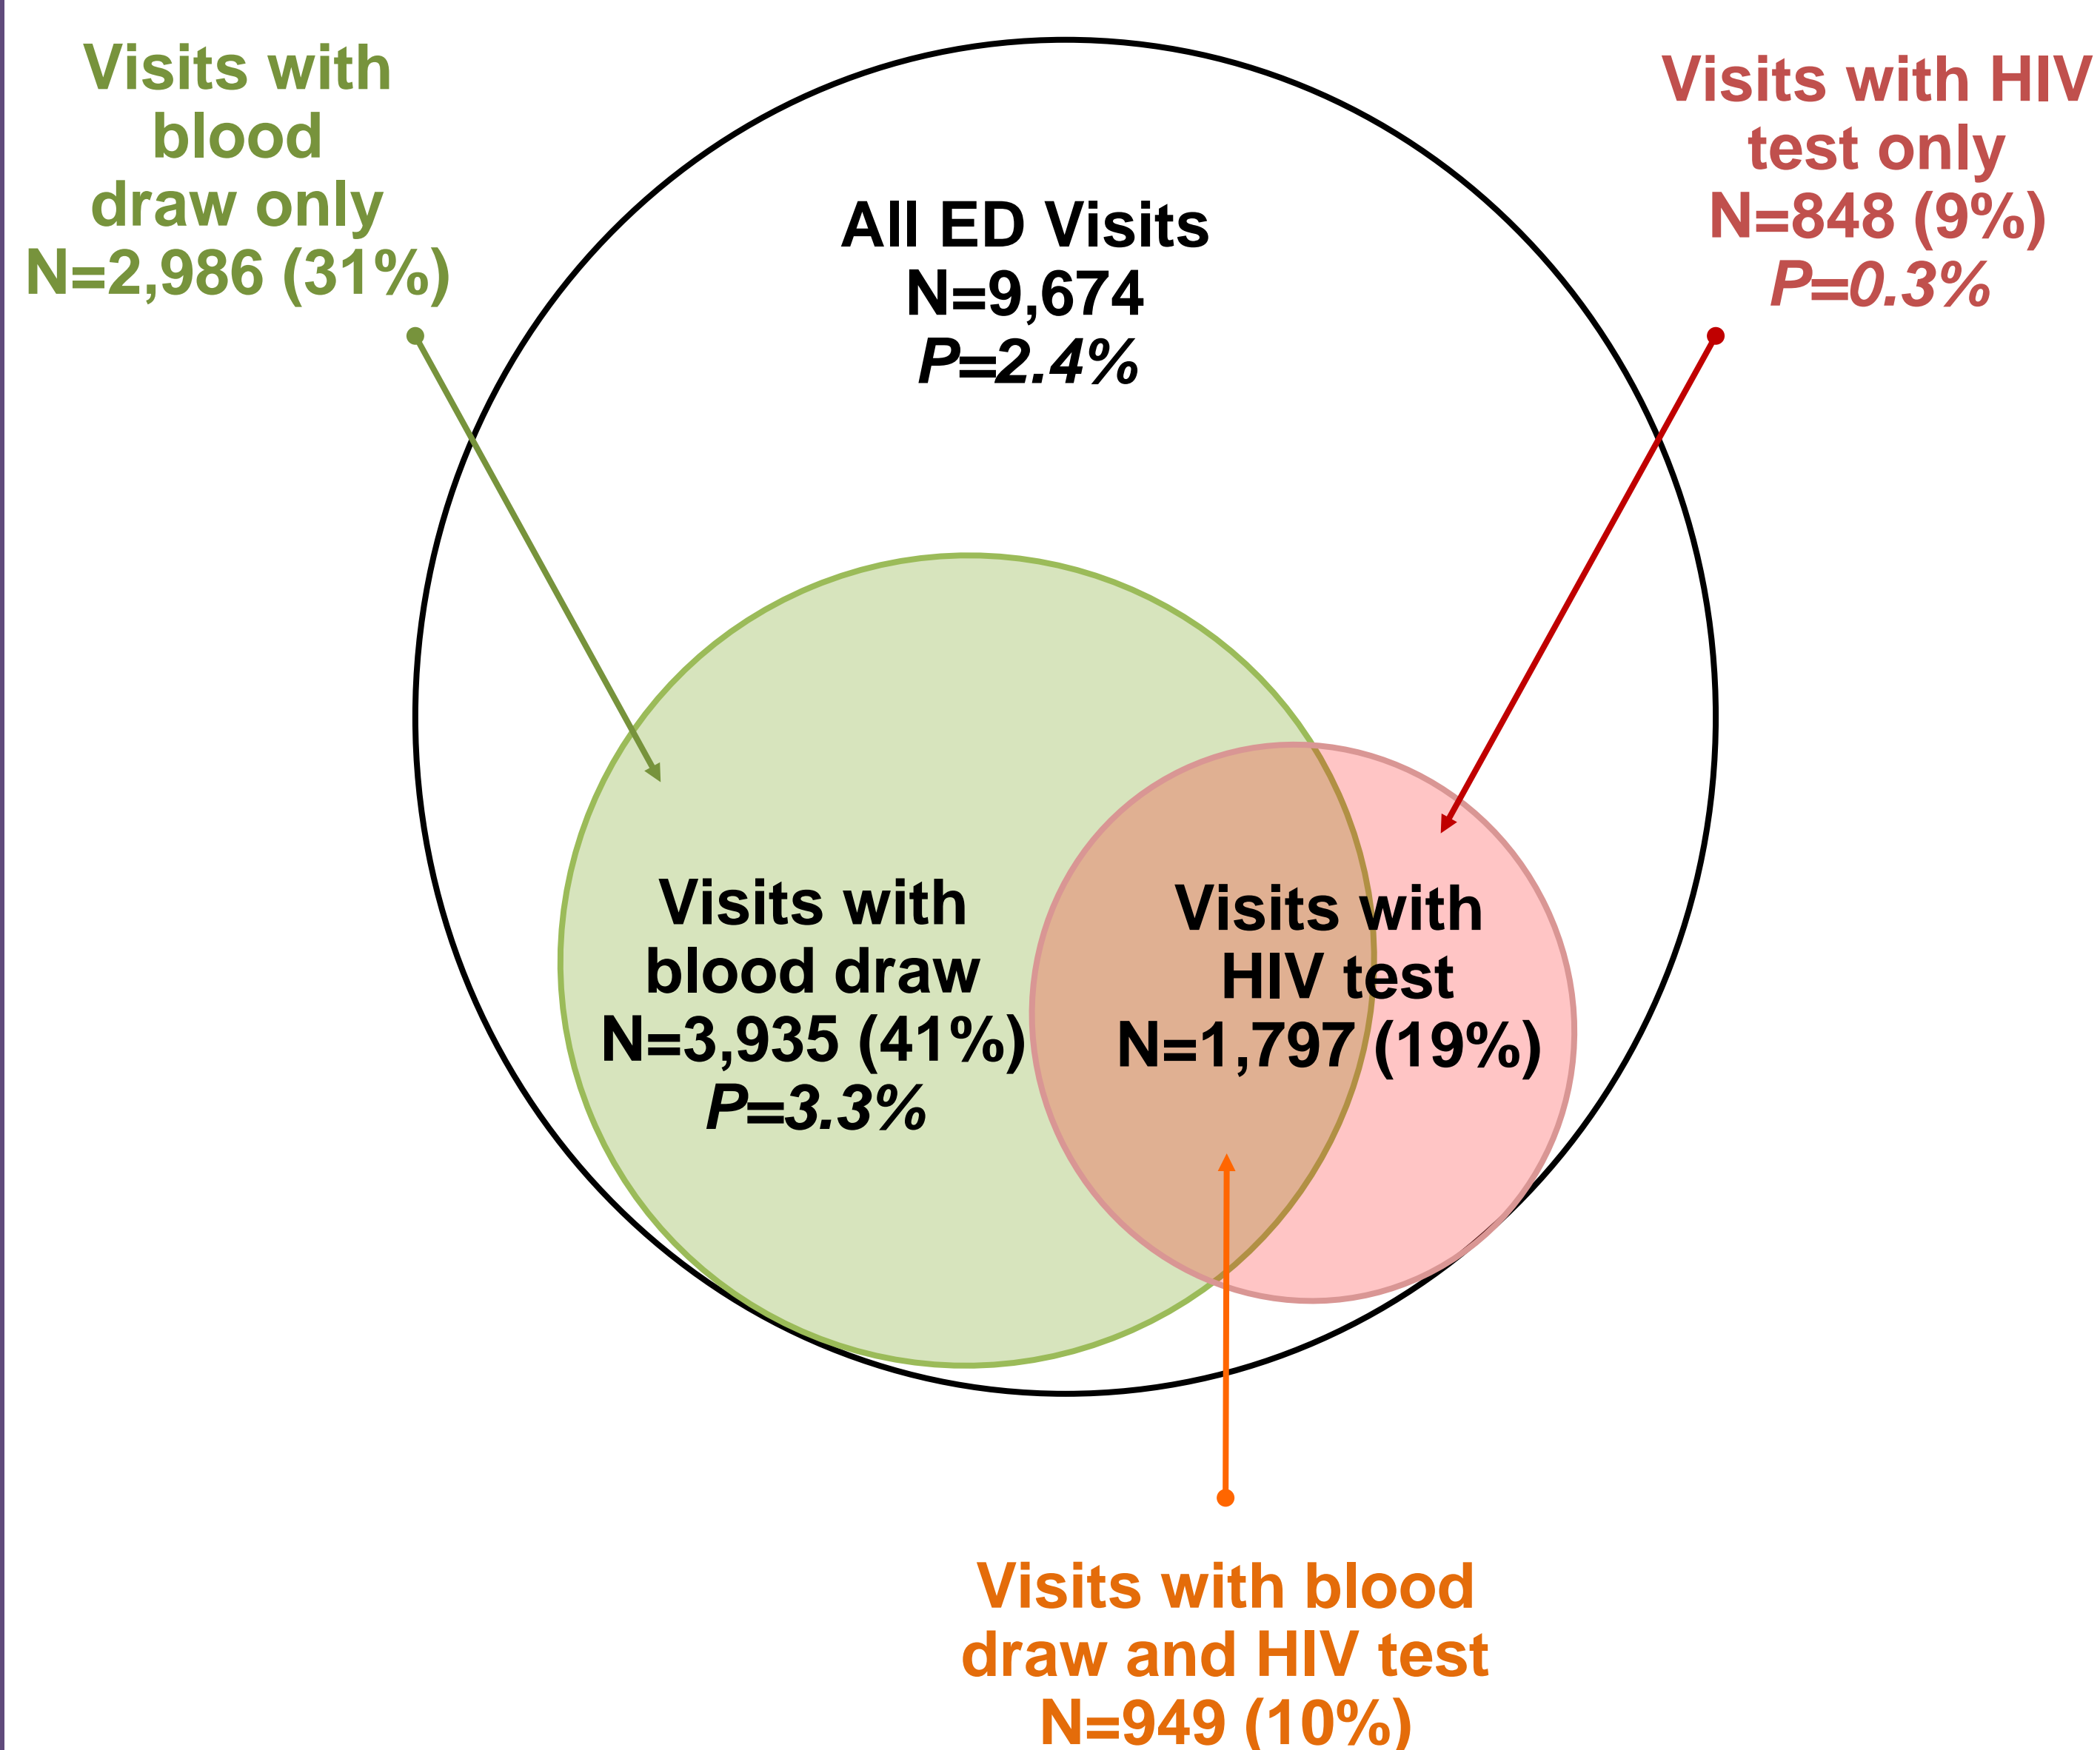 Visits with
blood
draw only
N=2,986 (31%)
All ED Visits
N=9,674
P=2.4%
Visits with HIV
test only
N=848 (9%)
P=0.3%
Visits with
blood draw
N=3,935 (41%)
P=3.3%
Visits with
HIV test
N=1,797 (19%)
Visits with blood
draw and HIV test
N=949 (10%)